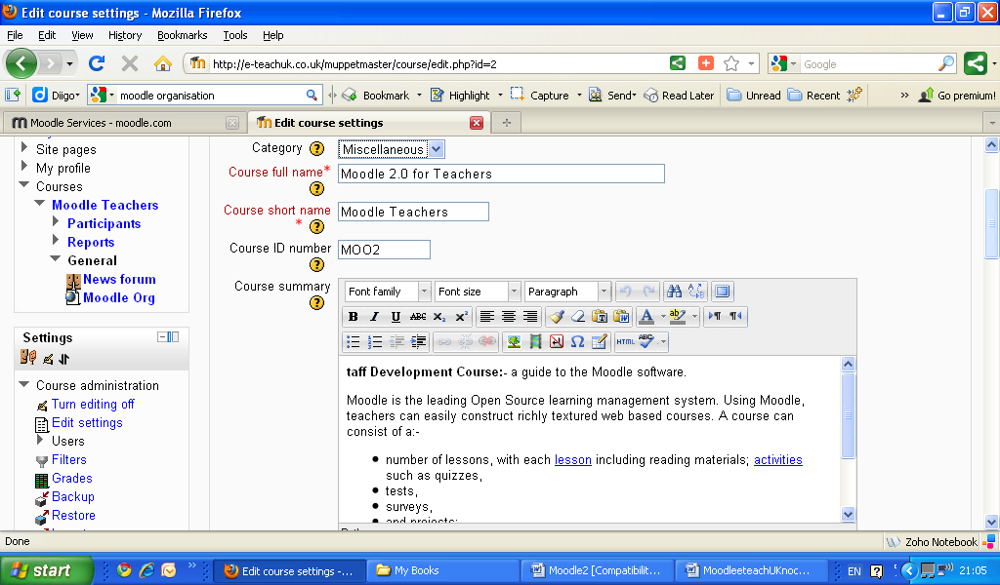 Edit course settings - Mozilla Firefox
File Edit View History Bookmarks Tools Help
http://e-teachuk.co.uk/muppetmaster/course/edit.php?id=2
Google
Diigo
moodle organisation
Bookmark Highlight Capture Send Read Later Unread Recent » Go premium!
Moodle Services - moodle.com
Edit course settings
Site pages
My profile
Courses
Moodle Teachers
Participants
Reports
General
News forum
Moodle Org
Settings
Course administration
Turn editing off
Edit settings
Users
Filters
Grades
Backup
Restore
Category Miscellaneous
Course full name* Moodle 2.0 for Teachers
Course short name * Moodle Teachers
Course ID number MOO2
Course summary
Font family Font size Paragraph
B I U ABC X₂ X²
HTML ABC
taff Development Course:- a guide to the Moodle software.
Moodle is the leading Open Source learning management system. Using Moodle,
teachers can easily construct richly textured web based courses. A course can
consist of a:-
number of lessons, with each lesson including reading materials; activities
such as quizzes,
tests,
surveys,
and projects;
Done
Zoho Notebook
start
Edit course settings -...
My Books
Moodle2 [Compatibilit...
MoodleeteachUKnoc...
EN
21:05